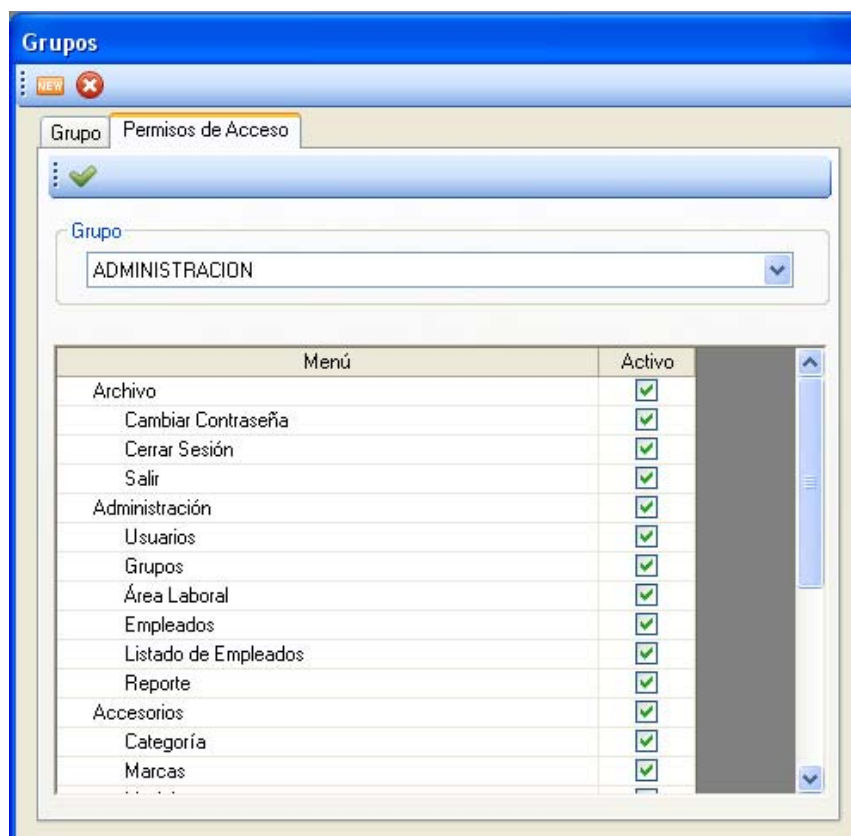 Grupos
NEW
Grupo
Permisos de Acceso
Grupo
ADMINISTRACION
Menú Activo
Archivo
Cambiar Contraseña
Cerrar Sesión
Salir
Administración
Usuarios
Grupos
Área Laboral
Empleados
Listado de Empleados
Reporte
Accesorios
Categoría
Marcas